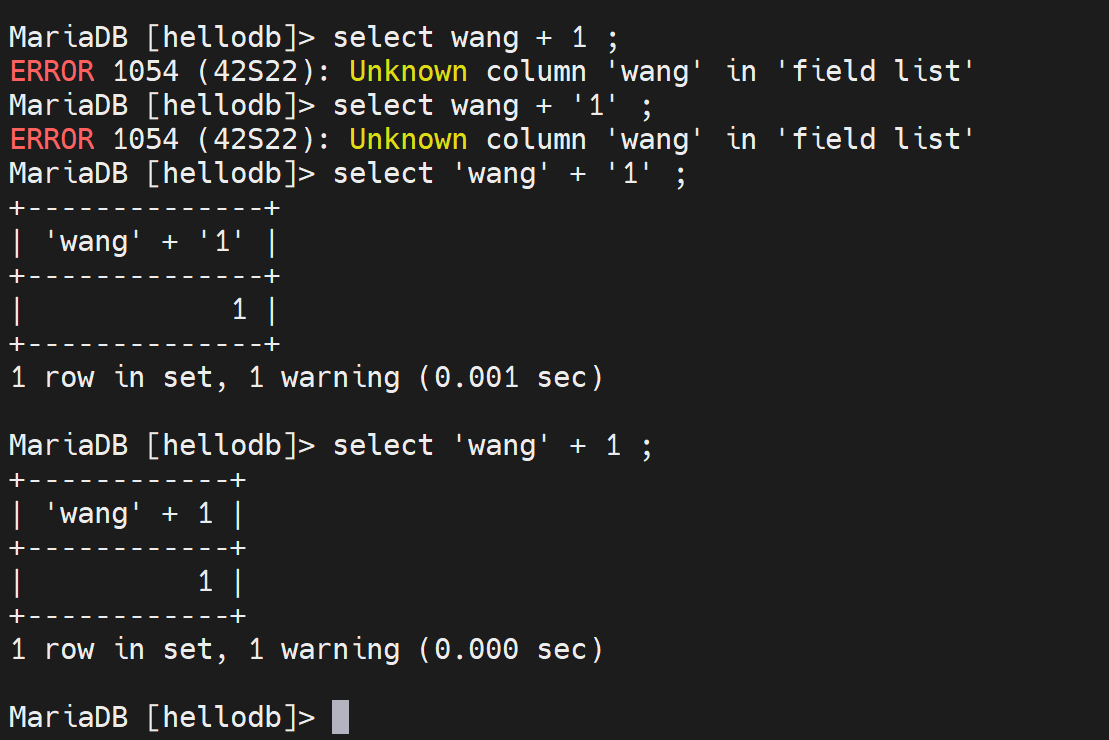 MariaDB [hellodb]> select wang + 1 ;
ERROR 1054 (42S22): Unknown column 'wang' in 'field list'
MariaDB [hellodb]> select wang + '1' ;
ERROR 1054 (42S22): Unknown column 'wang' in 'field list'
MariaDB [hellodb]> select 'wang' + '1' ;
+--------------+
| 'wang' + '1' |
+--------------+
|            1 |
+--------------+
1 row in set, 1 warning (0.001 sec)

MariaDB [hellodb]> select 'wang' + 1 ;
+------------+
| 'wang' + 1 |
+------------+
|          1 |
+------------+
1 row in set, 1 warning (0.000 sec)

MariaDB [hellodb]>